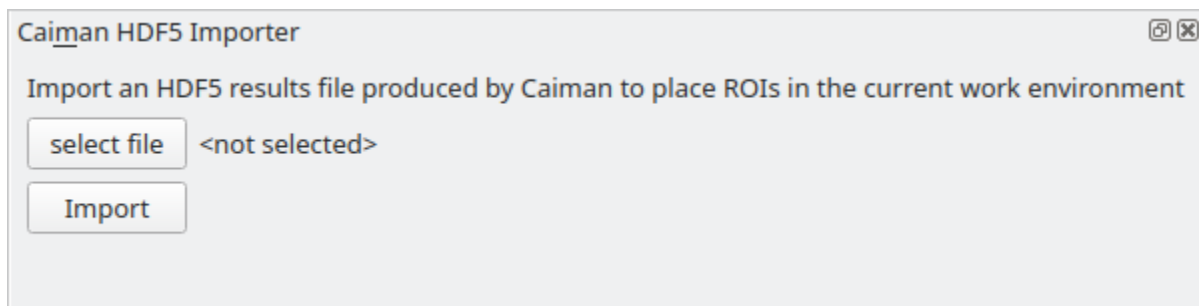 Caiman HDF5 Importer
Import an HDF5 results file produced by Caiman to place ROIs in the current work environment
select file <not selected>
Import